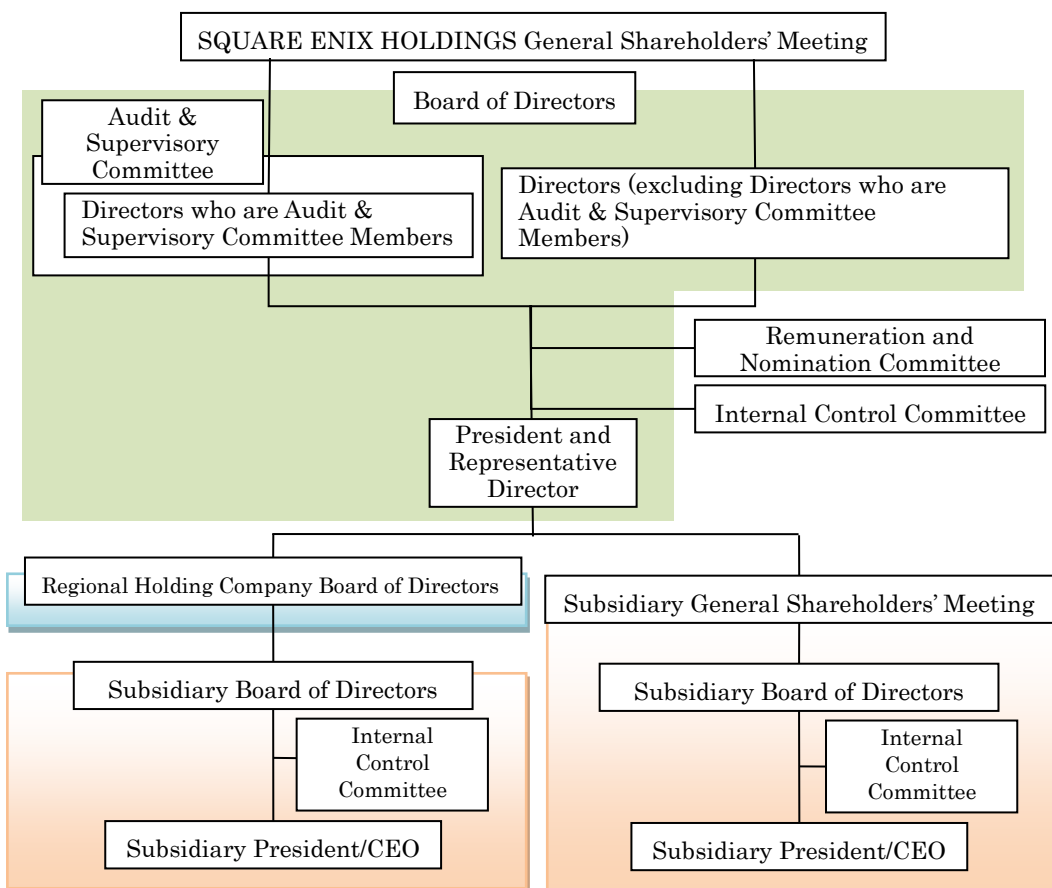 SQUARE ENIX HOLDINGS General Shareholders’ Meeting
Board of Directors
Audit &
Supervisory
Committee
Directors who are Audit &
Supervisory Committee Members
Directors (excluding Directors who are
Audit & Supervisory Committee
Members)
Remuneration and
Nomination Committee
Internal Control Committee
President and
Representative
Director
Regional Holding Company Board of Directors
Subsidiary General Shareholders’ Meeting
Subsidiary Board of Directors
Internal
Control
Committee
Subsidiary President/CEO
Subsidiary Board of Directors
Internal
Control
Committee
Subsidiary President/CEO